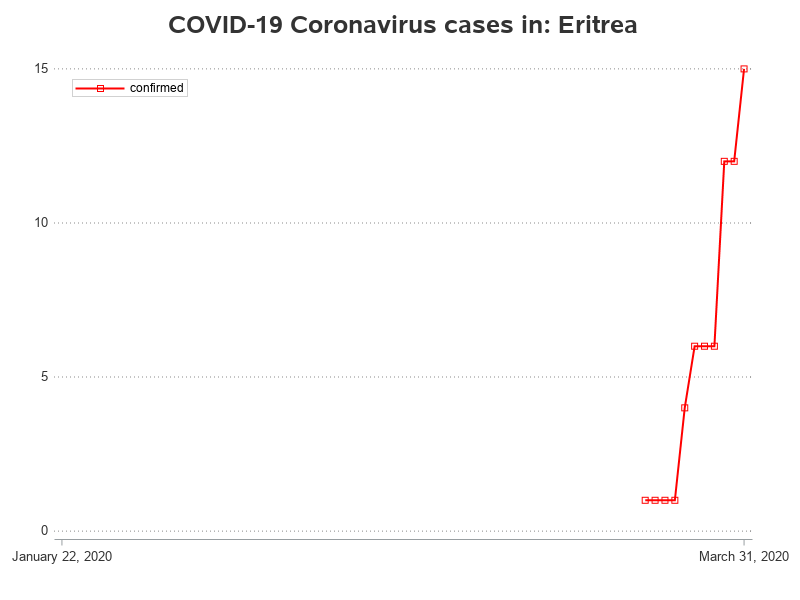 COVID-19 Coronavirus cases in: Eritrea
15
confirmed
10
5
0
January 22, 2020
March 31, 2020